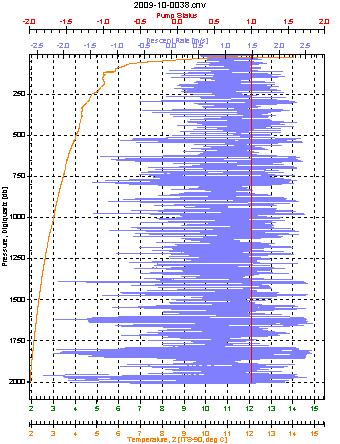 2009-10-0038.cnv
Pump Status
-2.0 -1.5 -1.0 -0.5 0.0 0.5 1.0 1.5 2.0
Descent Rate [m/s]
-2.5 -2.0 -1.5 -1.0 -0.5 0.0 0.5 1.0 1.5 2.0 2.5 3.0
Pressure, Digiquartz [db]
250
500
750
1000
1250
1500
1750
2000
2 3 4 5 6 7 8 9 10 11 12 13 14 15
2 3 4 5 6 7 8 9 10 11 12 13 14 15
Temperature, 2 [ITS-90, deg C]